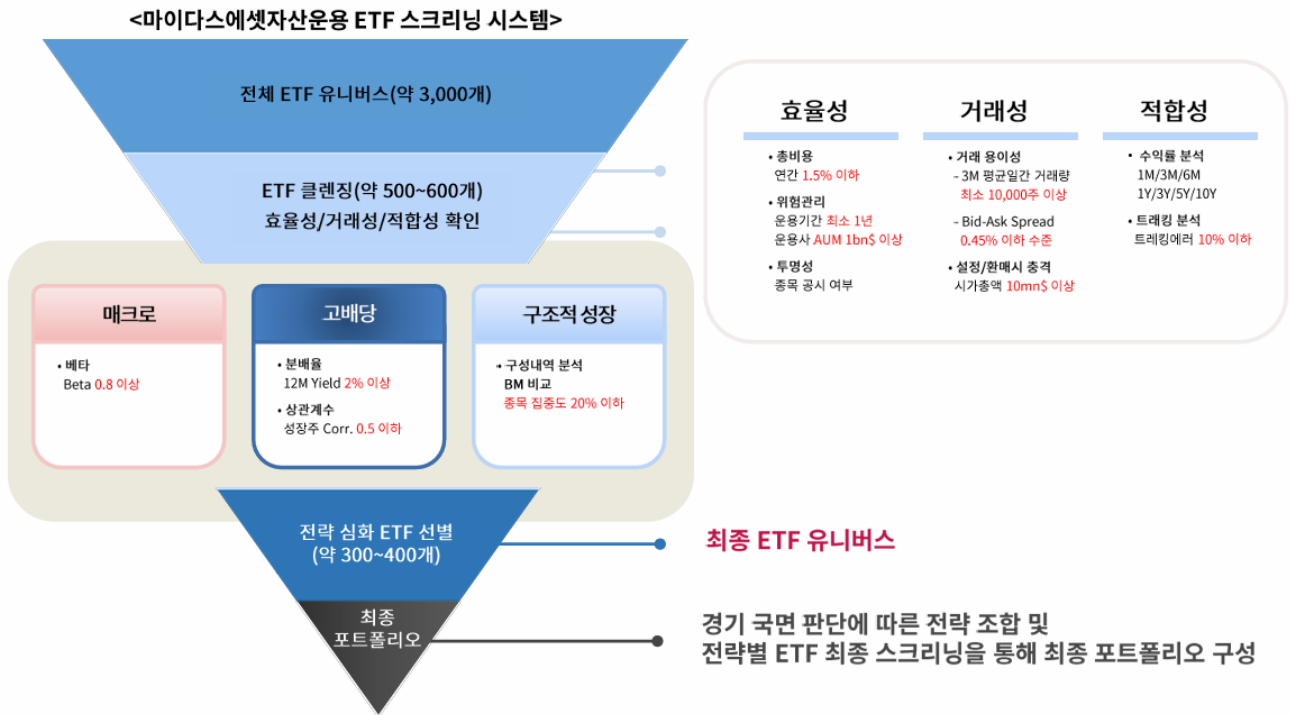 <마이다스에셋자산운용 ETF 스크리닝 시스템>
전체 ETF 유니버스(약 3,000개)
ETF 클렌징(약 500~600개)
효율성/거래성/적합성 확인
효율성
• 총비용
연간 1.5% 이하
• 위험관리
운용기간 최소 1년
운용사 AUM 1bn$ 이상
• 투명성
종목 공시 여부
거래성
• 거래 용이성
- 3M 평균일간 거래량
최소 10,000주 이상
- Bid-Ask Spread
0.45% 이하 수준
• 설정/환매시 충격
시가총액 10mn$ 이상
적합성
• 수익률 분석
1M/3M/6M
1Y/3Y/5Y/10Y
• 트래킹 분석
트레킹에러 10% 이하
매크로
• 베타
Beta 0.8 이상
고배당
• 분배율
12M Yield 2% 이상
• 상관계수
성장주 Corr. 0.5 이하
구조적 성장
• 구성내역 분석
BM 비교
종목 집중도 20% 이하
전략 심화 ETF 선별
(약 300~400개)
최종 ETF 유니버스
최종
포트폴리오
경기 국면 판단에 따른 전략 조합 및
전략별 ETF 최종 스크리닝을 통해 최종 포트폴리오 구성